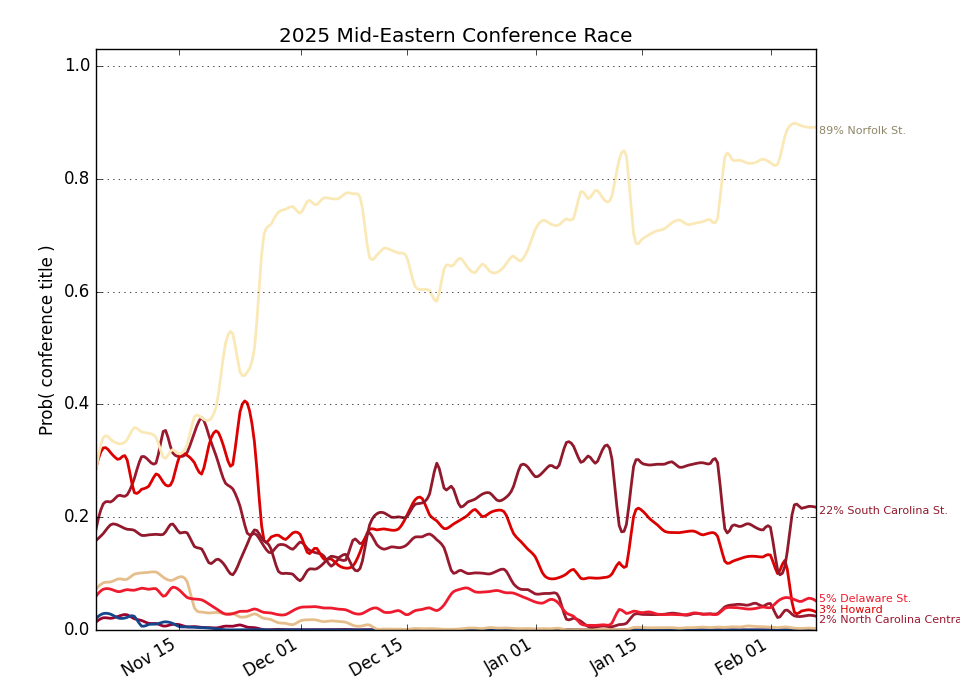 2025 Mid-Eastern Conference Race
Prob( conference title )
1.0
0.8
0.6
0.4
0.2
0.0
Nov 15
Dec 01
Dec 15
Jan 01
Jan 15
Feb 01
89% Norfolk St.
22% South Carolina St.
5% Delaware St.
3% Howard
2% North Carolina Centra